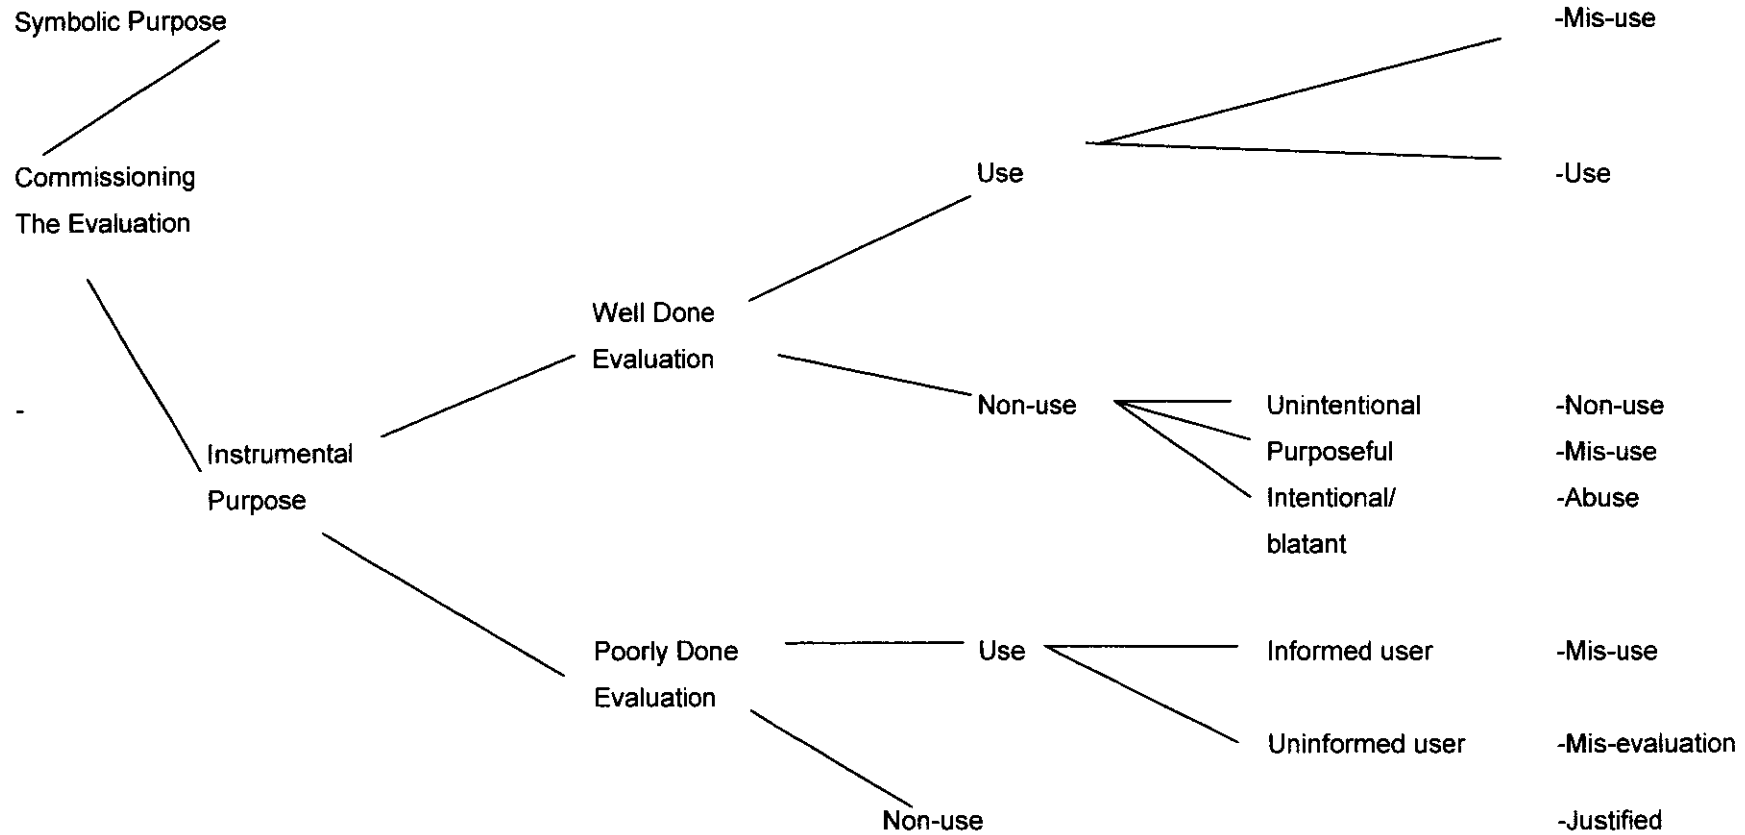 Symbolic Purpose -Mis-use
Commissioning Use -Use
The Evaluation
Well Done
Evaluation
- Non-use Unintentional -Non-use
Instrumental Purposeful -Mis-use
Purpose Intentional/ -Abuse
blatant
Poorly Done Use Informed user -Mis-use
Evaluation
Uninformed user -Mis-evaluation
Non-use -Justified